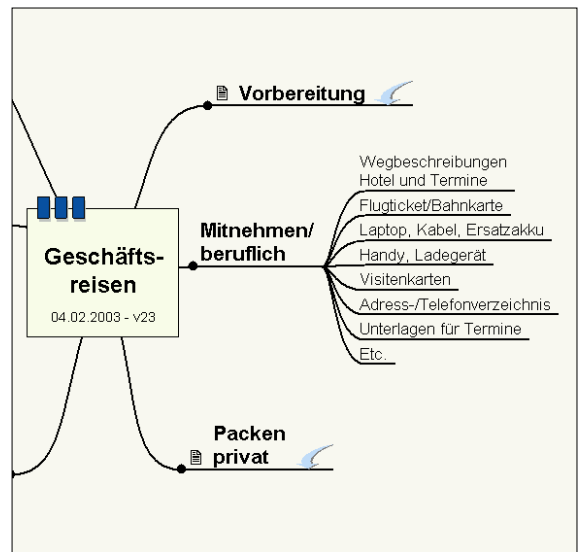 Vorbereitung
Geschäfts-
reisen
04.02.2003 - v23
Mitnehmen/
beruflich
Wegbeschreibungen
Hotel und Termine
Flugticket/Bahnkarte
Laptop, Kabel, Ersatzakku
Handy, Ladegerät
Visitenkarten
Adress-/Telefonverzeichnis
Unterlagen für Termine
Etc.
Packen
privat